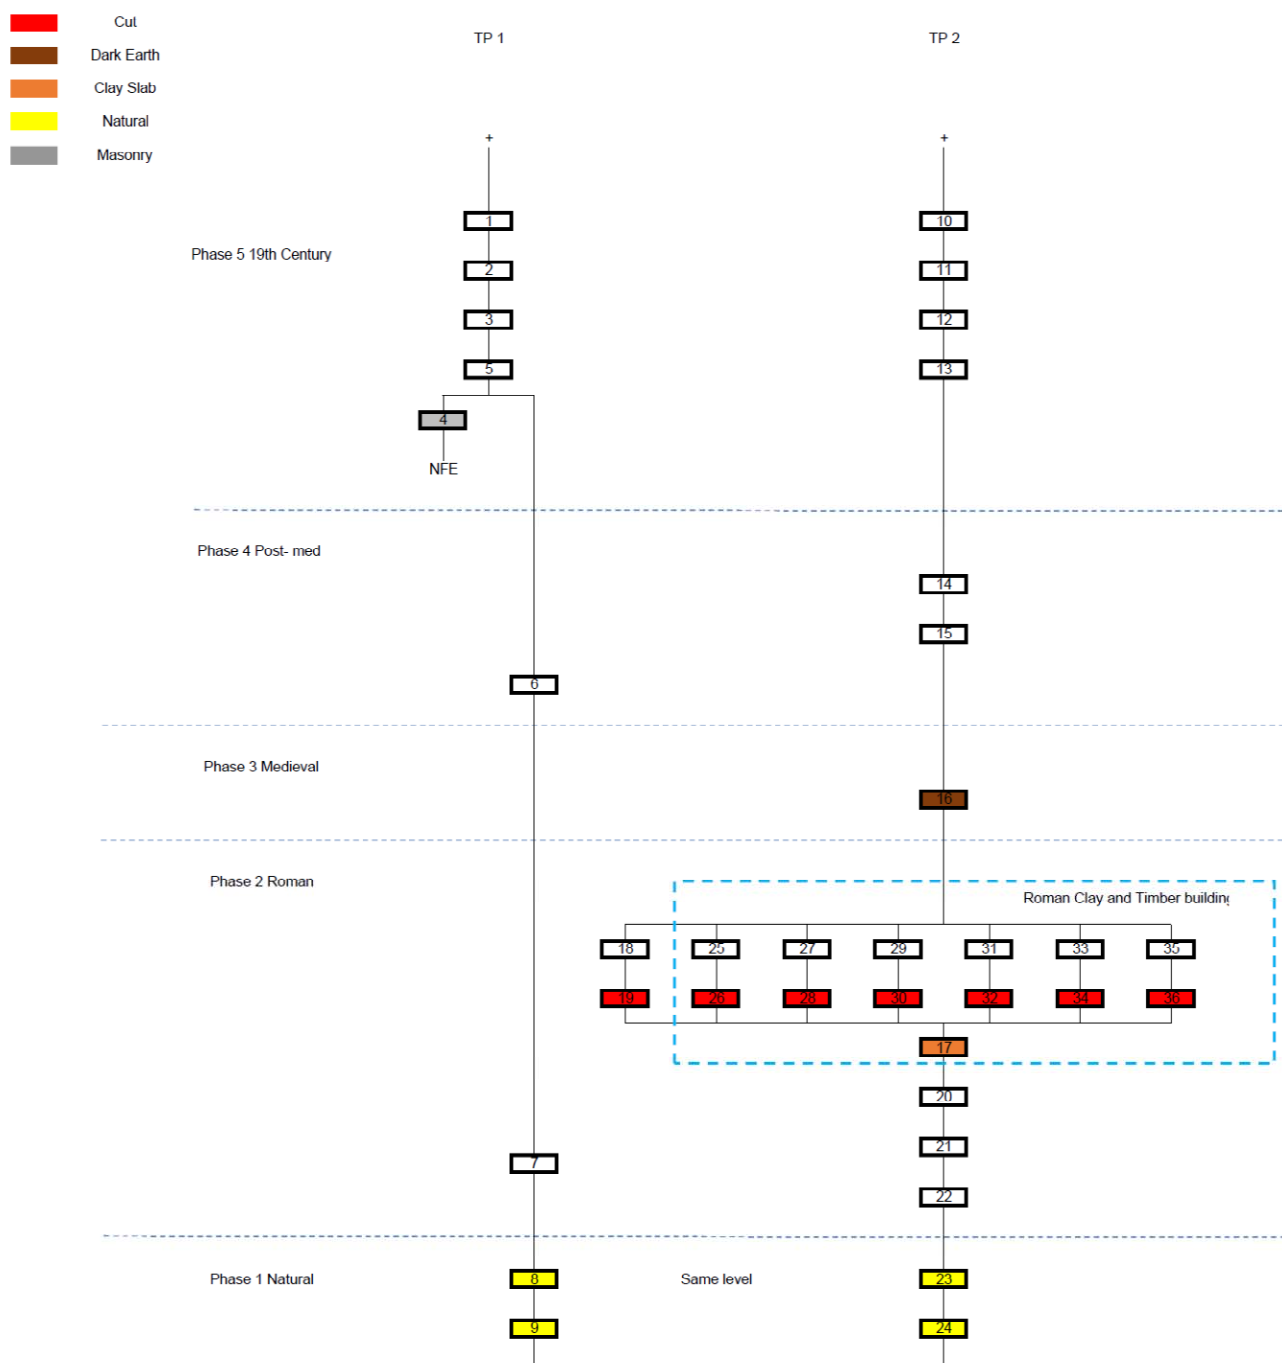 Cut
Dark Earth
Clay Slab
Natural
Masonry
TP 1
TP 2
+
+
1
10
Phase 5 19th Century
2
11
3
12
5
13
4
NFE
Phase 4 Post- med
14
15
6
Phase 3 Medieval
16
Phase 2 Roman
Roman Clay and Timber building
18
25
27
29
31
33
35
19
26
28
30
32
34
36
17
20
21
7
22
Phase 1 Natural
8
Same level
23
9
24